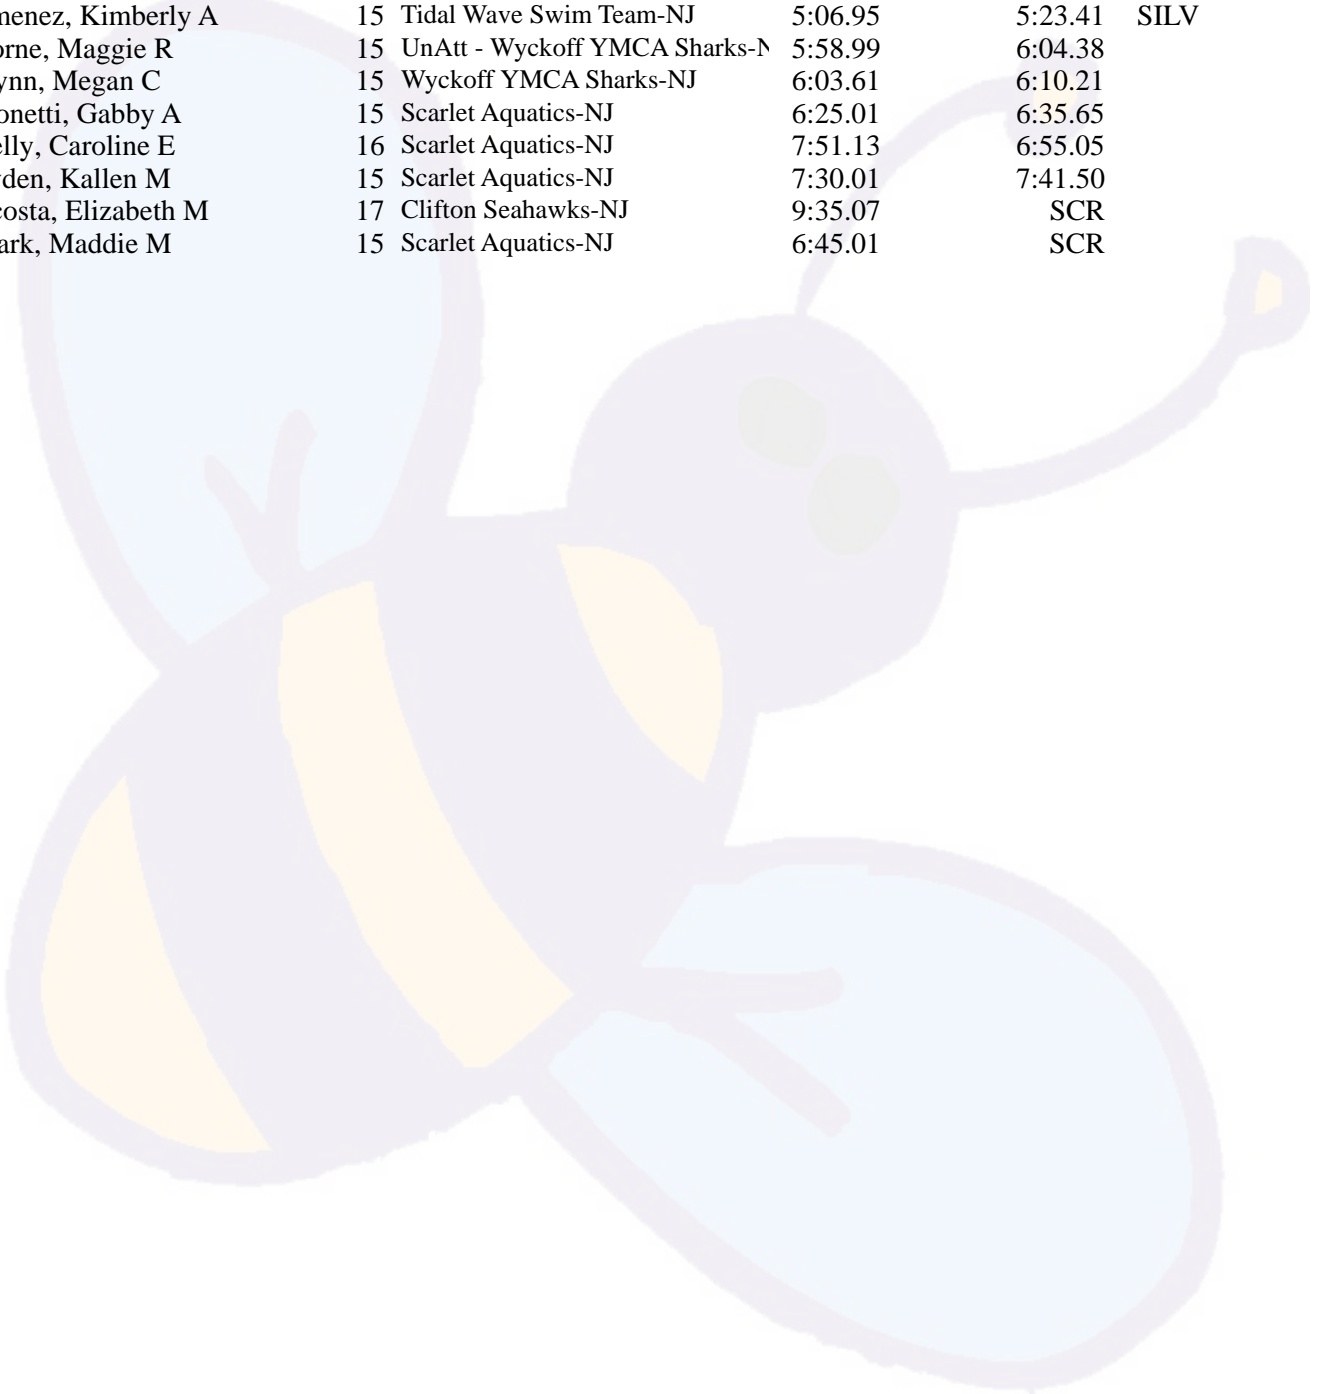 menez, Kimberly A 15 Tidal Wave Swim Team-NJ 5:06.95 5:23.41 SILV
orne, Maggie R 15 UnAtt - Wyckoff YMCA Sharks-N 5:58.99 6:04.38
ynn, Megan C 15 Wyckoff YMCA Sharks-NJ 6:03.61 6:10.21
onetti, Gabby A 15 Scarlet Aquatics-NJ 6:25.01 6:35.65
elly, Caroline E 16 Scarlet Aquatics-NJ 7:51.13 6:55.05
den, Kallen M 15 Scarlet Aquatics-NJ 7:30.01 7:41.50
costa, Elizabeth M 17 Clifton Seahawks-NJ 9:35.07 SCR
ark, Maddie M 15 Scarlet Aquatics-NJ 6:45.01 SCR